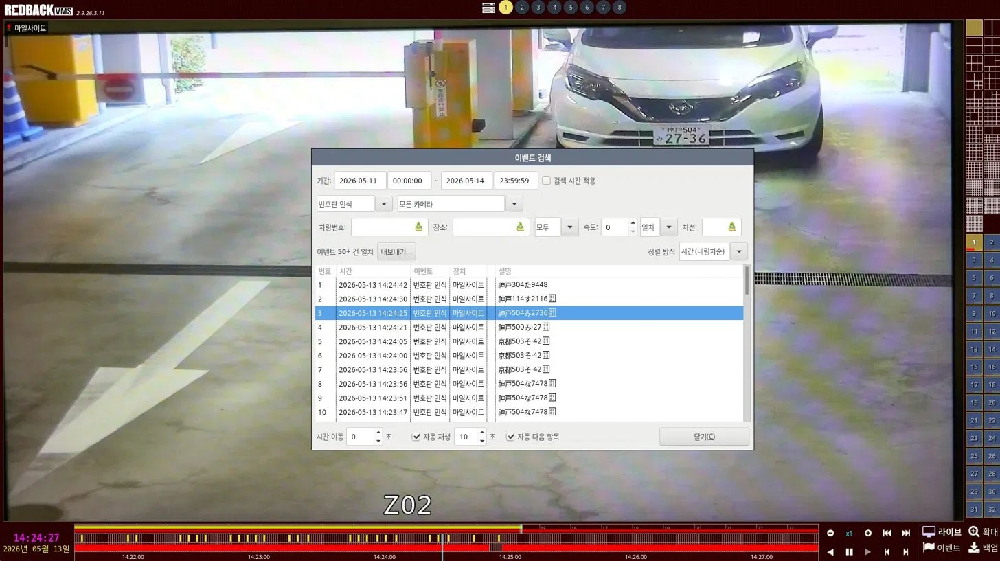 REDBACK VMS 2.9.26.3.11
1 2 3 4 5 6 7 8
마일사이트
車路歩行禁止
神戸504
み 27-36
이벤트 검색
기간: 2026-05-11 00:00:00 ~ 2026-05-14 23:59:59 검색 시간 적용
번호판 인식 모든 카메라
차량번호: 장소: 모두 속도: 0 일치 차선:
이벤트 50+ 건 일치 내보내기... 정렬 방식 시간 (내림차순)
번호 시간 이벤트 장치 설명
1 2026-05-13 14:24:42 번호판 인식 마일사이트 神戸304た9448
2 2026-05-13 14:24:30 번호판 인식 마일사이트 神戸114す2116
3 2026-05-13 14:24:25 번호판 인식 마일사이트 神戸504み2736
4 2026-05-13 14:24:21 번호판 인식 마일사이트 神戸500み·27
5 2026-05-13 14:24:05 번호판 인식 마일사이트 京都503そ·42
6 2026-05-13 14:24:00 번호판 인식 마일사이트 京都503そ·42
7 2026-05-13 14:23:56 번호판 인식 마일사이트 京都503そ·42
8 2026-05-13 14:23:56 번호판 인식 마일사이트 神戸504な7478
9 2026-05-13 14:23:51 번호판 인식 마일사이트 神戸504な7478
10 2026-05-13 14:23:47 번호판 인식 마일사이트 神戸504な7478
시간 이동 0 초 자동 재생 10 초 자동 다음 항목 닫기(C)
Z02
1 2
3 4
5 6
7 8
9 10
11 12
13 14
15 16
17 18
19 20
21 22
23 24
25 26
27 28
29 30
31 32
14:24:27
2026년 05월 13일
15 16 17 18 19 20 21 22 23
14:22:00 14:23:00 14:24:00 14:25:00 14:26:00 14:27:00
x1
라이브 확대
이벤트 백업